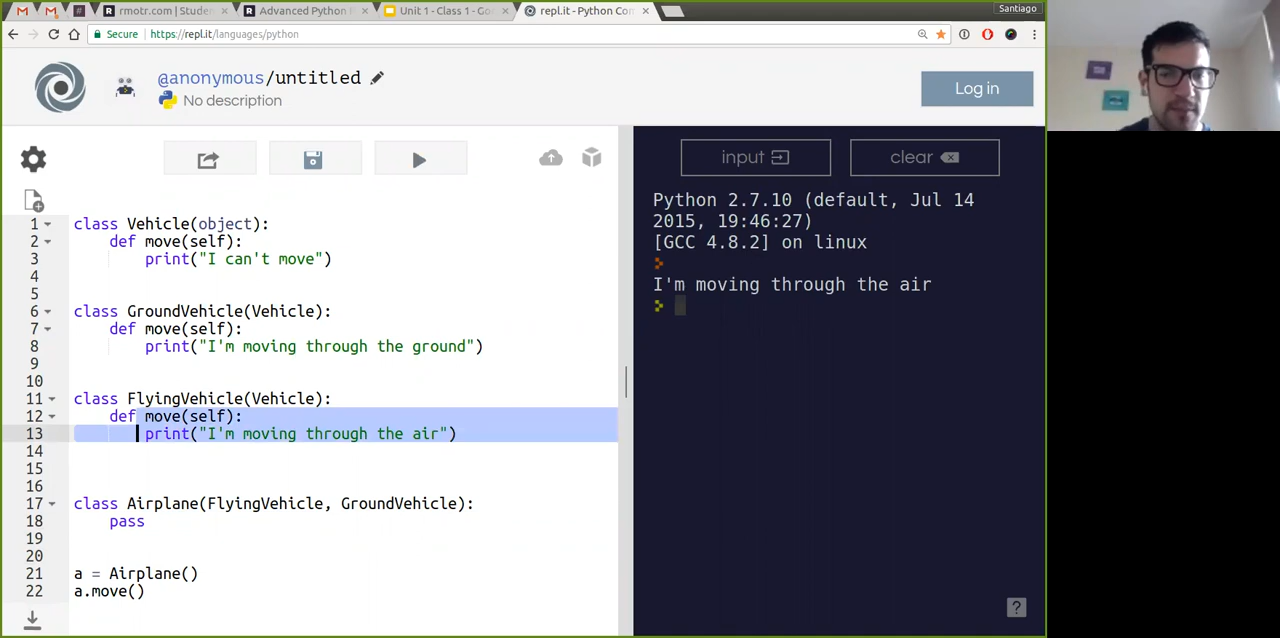 rmotr.com | Studen
Advanced Python
Unit 1 - Class 1 - Go
repl.it - Python Con
Santiago
Secure https://repl.it/languages/python
@anonymous/untitled
No description
Log in
input
clear
1 class Vehicle(object):
2 def move(self):
3 print("I can't move")
4
5
6 class GroundVehicle(Vehicle):
7 def move(self):
8 print("I'm moving through the ground")
9
10
11 class FlyingVehicle(Vehicle):
12 def move(self):
13 print("I'm moving through the air")
14
15
16
17 class Airplane(FlyingVehicle, GroundVehicle):
18 pass
19
20
21 a = Airplane()
22 a.move()
Python 2.7.10 (default, Jul 14
2015, 19:46:27)
[GCC 4.8.2] on linux
I'm moving through the air
?